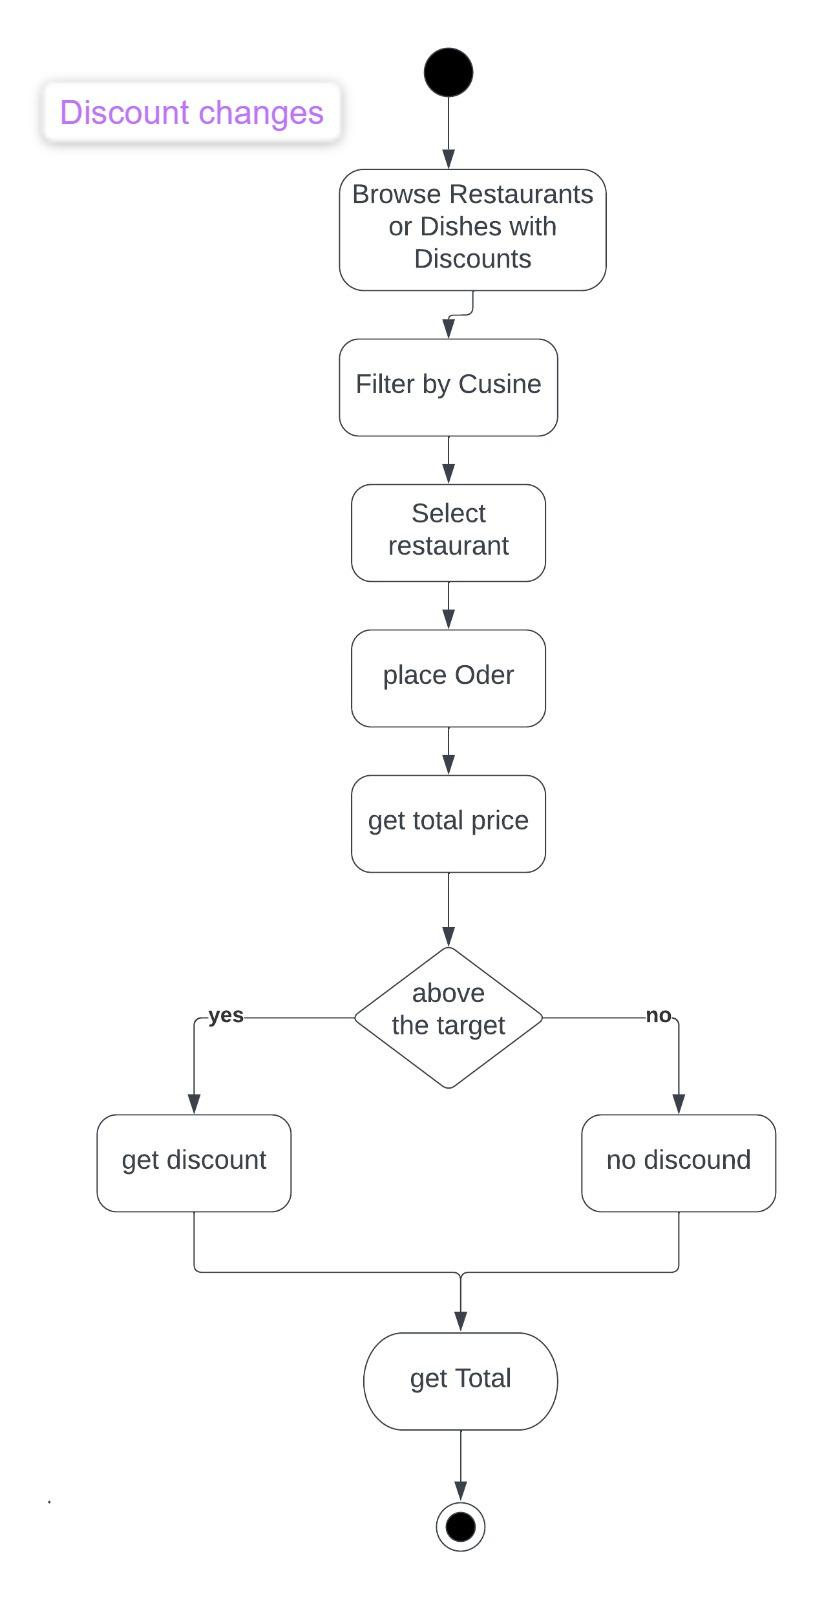 Discount changes
Browse Restaurants
or Dishes with
Discounts
Filter by Cusine
Select
restaurant
place Oder
get total price
above
the target
yes
no
get discount
no discound
get Total
.